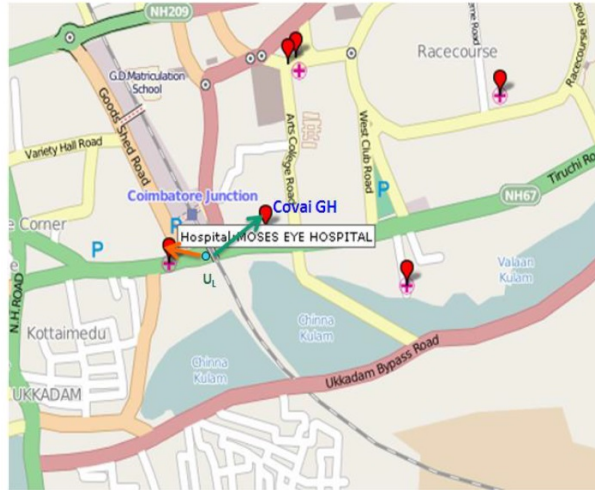 NH209
Racecourse
Racecourse Road
G.D.Matriculation
School
Goods Shed Road
Arts College Road
West Club Road
Variety Hall Road
Tiruchi Road
P
Coimbatore Junction
Covai GH
NH67
P
e Corner
P
Hospital:MOSES EYE HOSPITAL
UL
N.H.ROAD
Valaan
Kulam
Kottaimedu
Chinna
Kulam
Chinna
Kulam
Ukkadam Bypass Road
UKKADAM